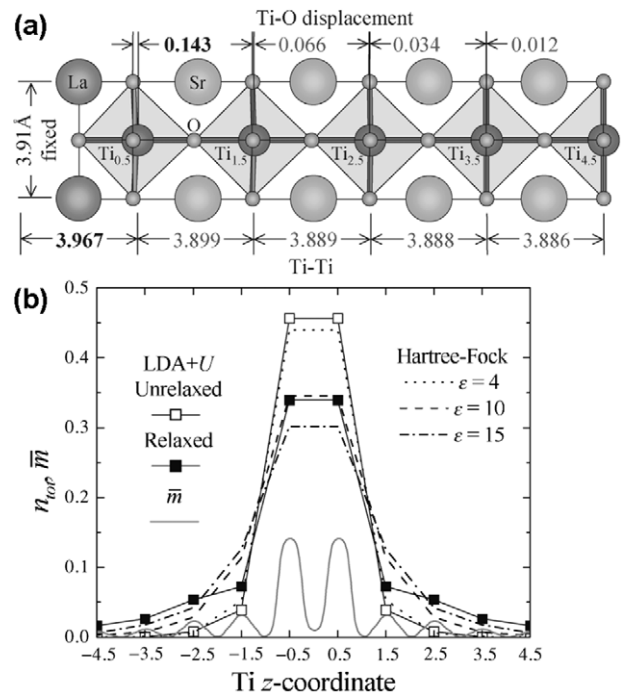 (a)
Ti-O displacement
0.143 0.066 0.034 0.012
La Sr
O
3.91Å
fixed
Ti0.5 Ti1.5 Ti2.5 Ti3.5 Ti4.5
3.967 3.899 3.889 3.888 3.886
Ti-Ti
(b)
0.5
0.4
0.3
0.2
0.1
0.0
n_tot, m̅
LDA+U
Unrelaxed
Relaxed
m̅
Hartree-Fock
ε = 4
ε = 10
ε = 15
-4.5 -3.5 -2.5 -1.5 -0.5 0.5 1.5 2.5 3.5 4.5
Ti z-coordinate